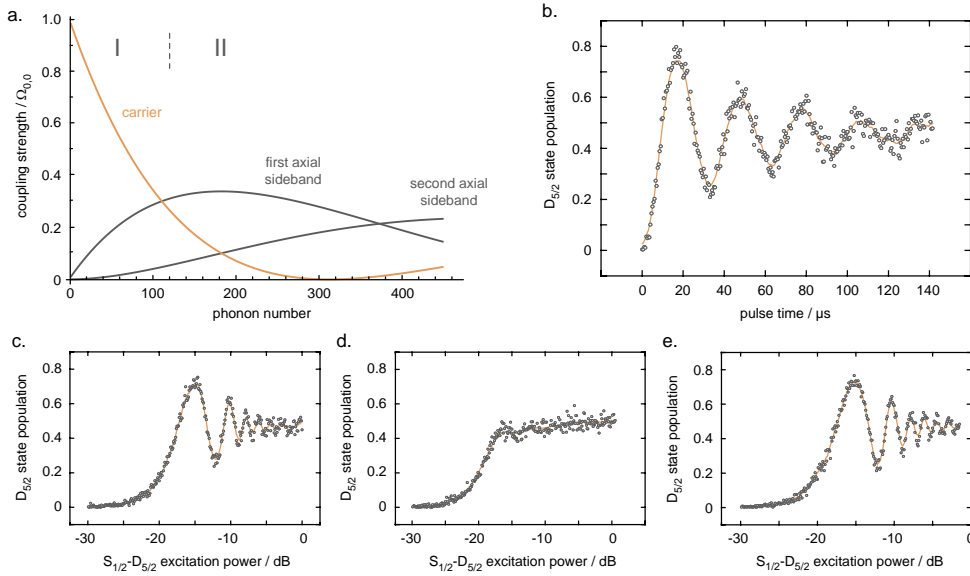 a.
I
II
carrier
first axial
sideband
second axial
sideband
coupling strength / Ω0,0
1.0
0.8
0.6
0.4
0.2
0
0
100
200
300
400
phonon number
b.
D5/2 state population
0.8
0.6
0.4
0.2
0
0
20
40
60
80
100
120
140
pulse time / µs
c.
D5/2 state population
0.8
0.6
0.4
0.2
0
-30
-20
-10
0
S1/2-D5/2 excitation power / dB
d.
0.8
0.6
0.4
0.2
0
-30
-20
-10
0
S1/2-D5/2 excitation power / dB
e.
D5/2 state population
0.8
0.6
0.4
0.2
0
-30
-20
-10
0
S1/2-D5/2 excitation power / dB